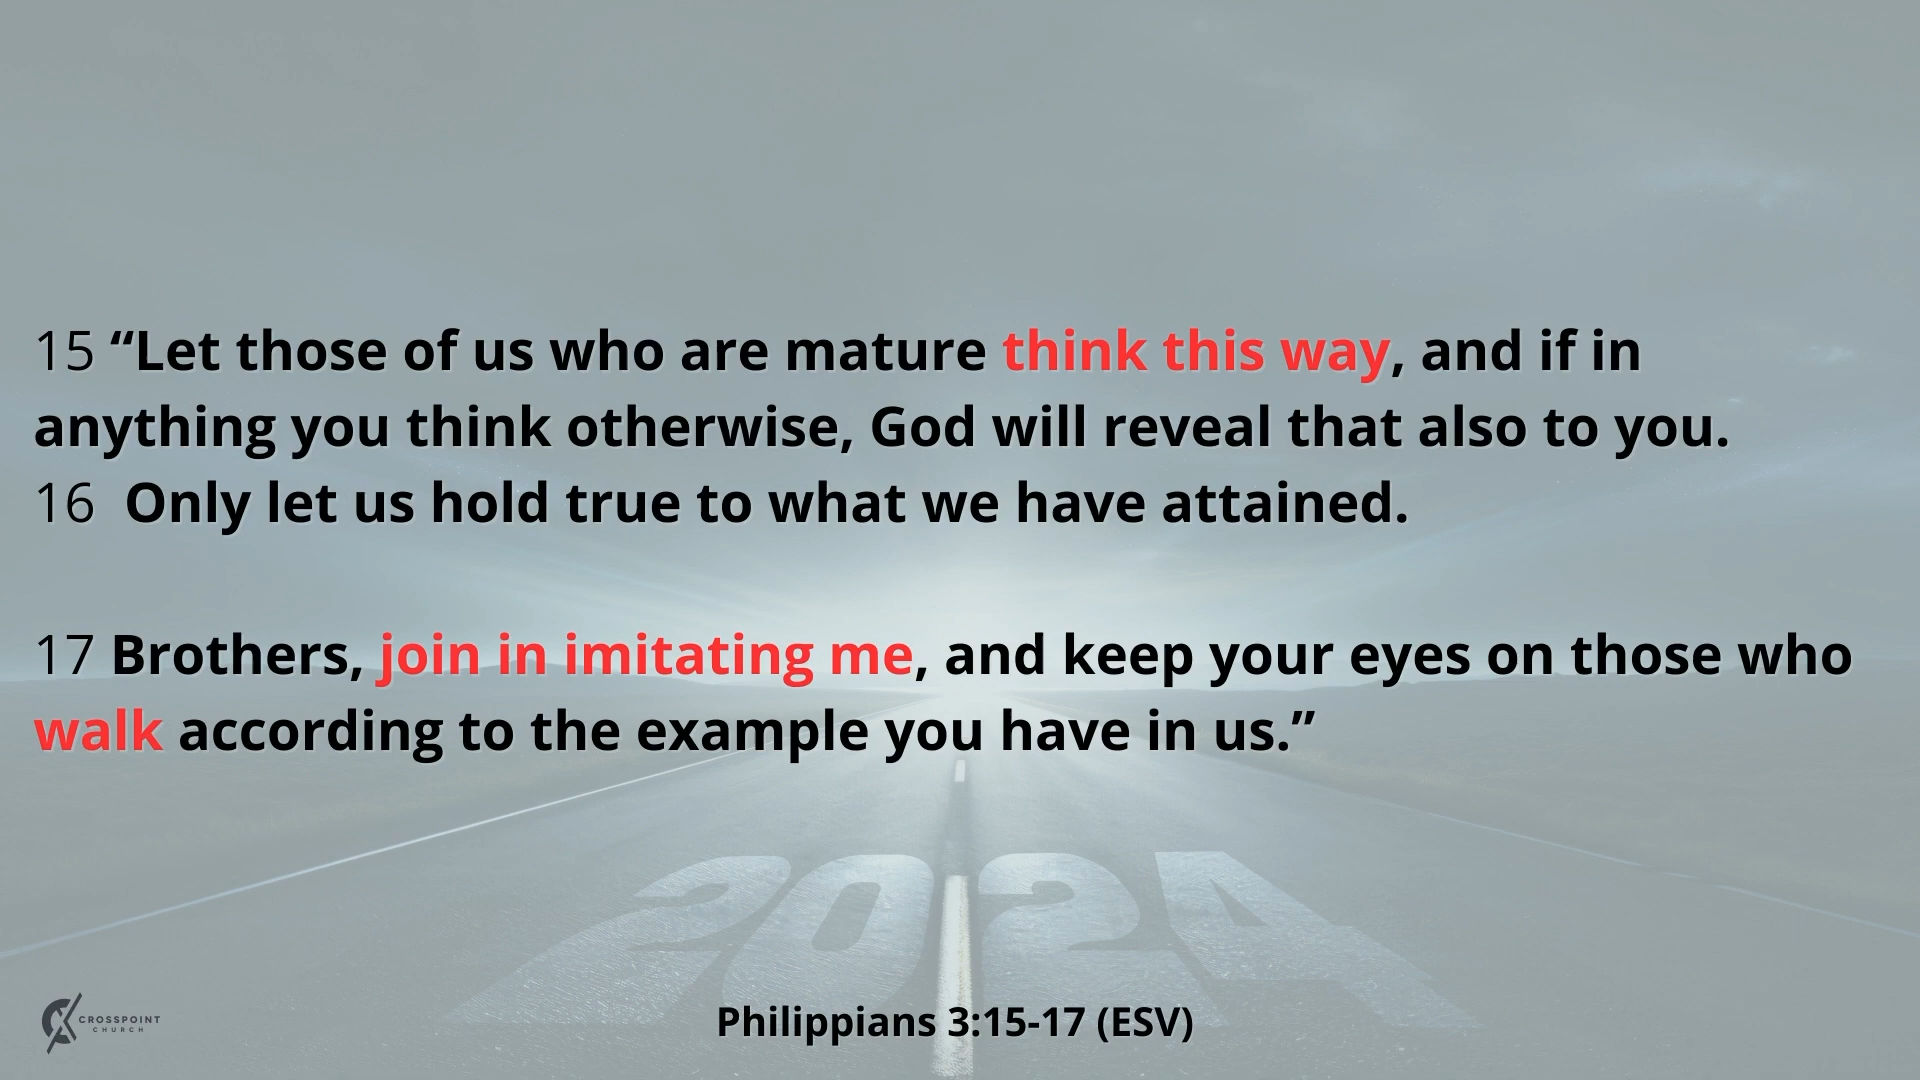 15 “Let those of us who are mature think this way, and if in
anything you think otherwise, God will reveal that also to you.
16  Only let us hold true to what we have attained.
17 Brothers, join in imitating me, and keep your eyes on those who
walk according to the example you have in us.”
2024
Philippians 3:15-17 (ESV)
CROSSPOINT
CHURCH